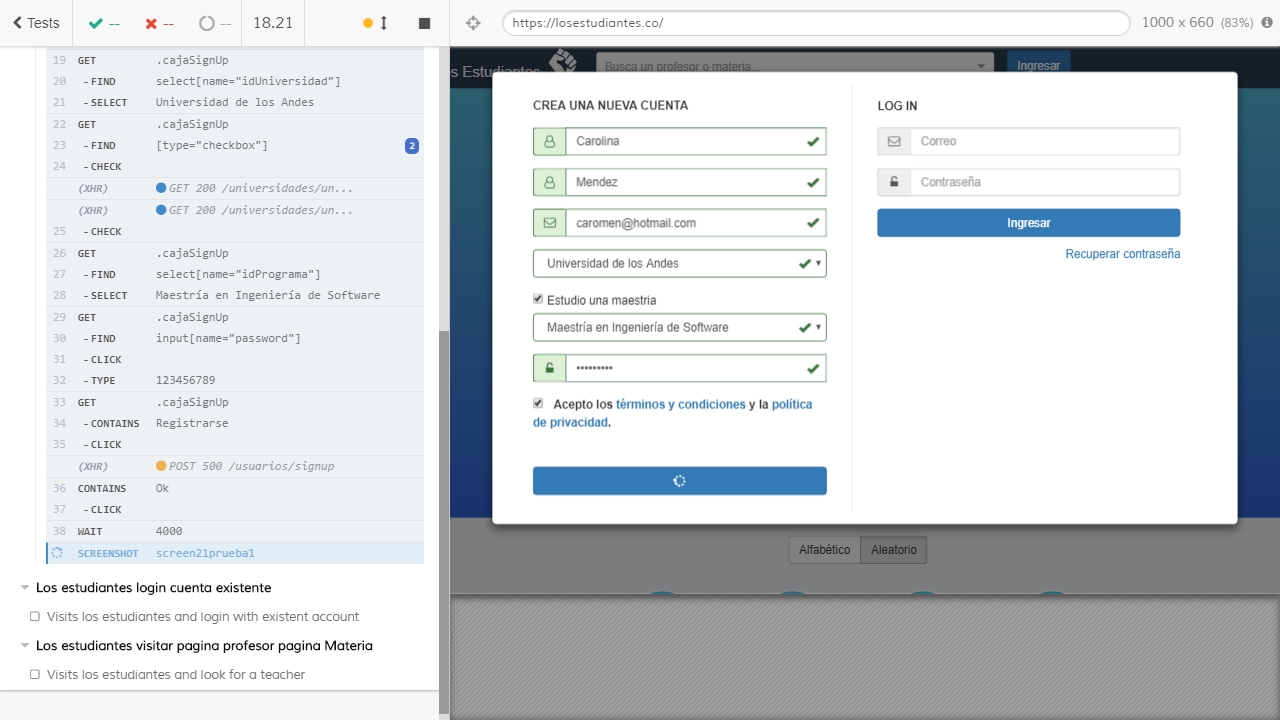 Tests
--
--
--
18.21
https://losestudiantes.co/
1000 x 660 (83%)
19 GET .cajaSignUp
- FIND select[name="idUniversidad"]
21 - SELECT Universidad de los Andes
22 GET .cajaSignUp
23 - FIND [type="checkbox"] 2
24 - CHECK
(XHR) GET 200 /universidades/un...
(XHR) GET 200 /universidades/un...
25 - CHECK
26 GET .cajaSignUp
27 - FIND select[name="idPrograma"]
28 - SELECT Maestría en Ingeniería de Software
29 GET .cajaSignUp
30 - FIND input[name="password"]
31 - CLICK
32 - TYPE 123456789
33 GET .cajaSignUp
34 - CONTAINS Registrarse
35 - CLICK
(XHR) POST 500 /usuarios/signup
36 CONTAINS Ok
37 - CLICK
38 WAIT 4000
SCREENSHOT screen21prueba1
Los estudiantes login cuenta existente
Visits los estudiantes and login with existent account
Los estudiantes visitar pagina profesor pagina Materia
Visits los estudiantes and look for a teacher
s Estudiantes
Busca un profesor o materia...
Ingresar
CREA UNA NUEVA CUENTA
Carolina
Mendez
caromen@hotmail.com
Universidad de los Andes
Estudio una maestria
Maestría en Ingeniería de Software
•••••••••
Acepto los términos y condiciones y la política
de privacidad.
LOG IN
Correo
Contraseña
Ingresar
Recuperar contraseña
Alfabético
Aleatorio